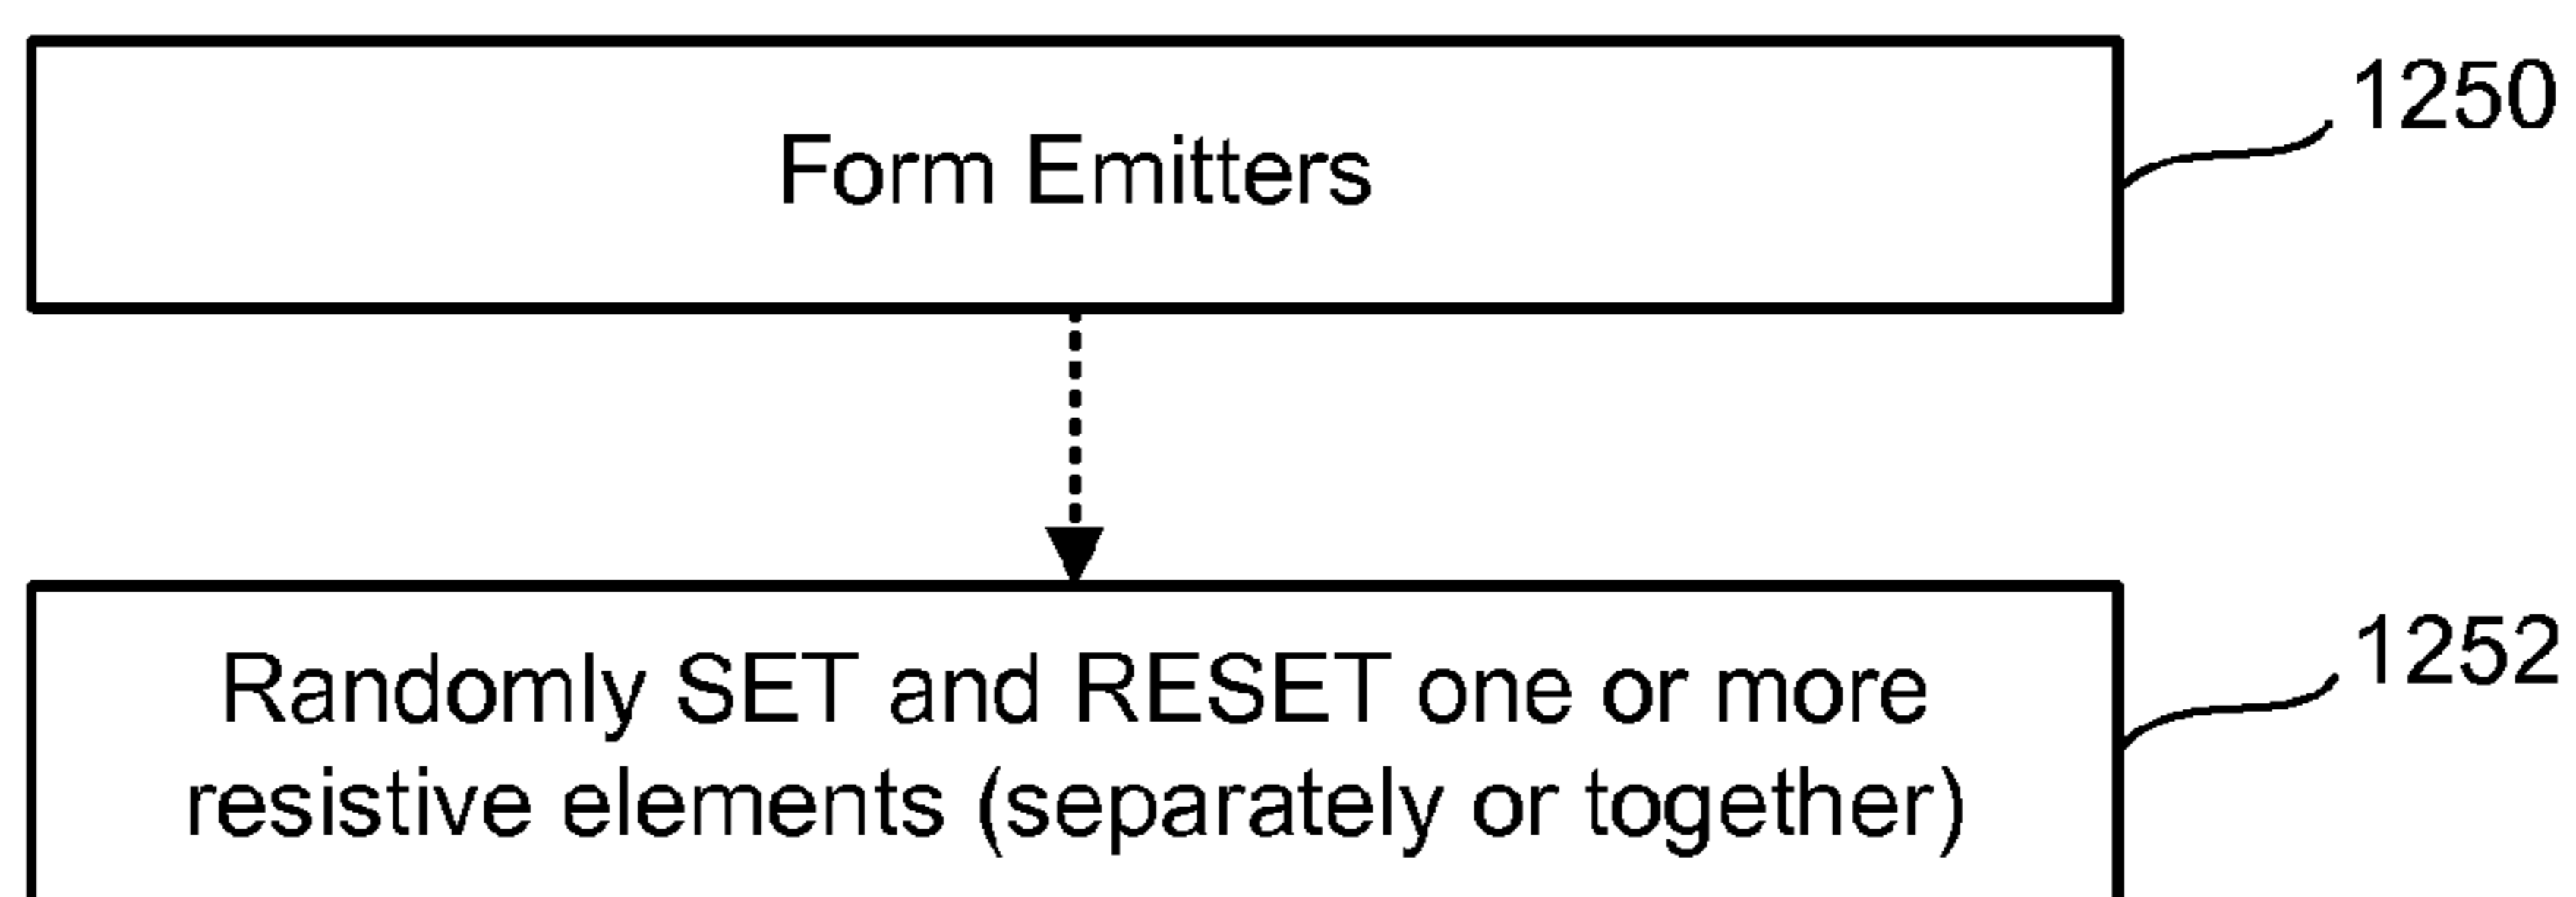 Form Emitters
1250
Randomly SET and RESET one or more
resistive elements (separately or together)
1252